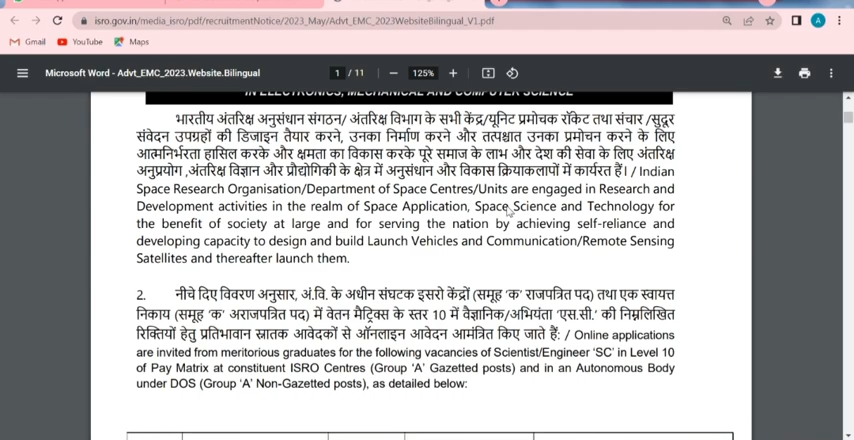 isro.gov.in/media_isro/pdf/recruitmentNotice/2023_May/Advt_EMC_2023WebsiteBilingual_V1.pdf
A
Gmail YouTube Maps
Microsoft Word - Advt_EMC_2023.Website.Bilingual 1 / 11 125%
IN ELECTRONICS, MECHANICAL AND COMPUTER SCIENCE
भारतीय अंतरिक्ष अनुसंधान संगठन/ अंतरिक्ष विभाग के सभी केंद्र/यूनिट प्रमोचक रॉकेट तथा संचार /सुदूर
संवेदन उपग्रहों की डिजाइन तैयार करने, उनका निर्माण करने और तत्पश्चात उनका प्रमोचन करने के लिए
आत्मनिर्भरता हासिल करके और क्षमता का विकास करके पूरे समाज के लाभ और देश की सेवा के लिए अंतरिक्ष
अनुप्रयोग ,अंतरिक्ष विज्ञान और प्रौद्योगिकी के क्षेत्र में अनुसंधान और विकास क्रियाकलापों में कार्यरत हैं। / Indian
Space Research Organisation/Department of Space Centres/Units are engaged in Research and
Development activities in the realm of Space Application, Space Science and Technology for
the benefit of society at large and for serving the nation by achieving self-reliance and
developing capacity to design and build Launch Vehicles and Communication/Remote Sensing
Satellites and thereafter launch them.
2. नीचे दिए विवरण अनुसार, अं.वि. के अधीन संघटक इसरो केंद्रों (समूह ‘क’ राजपत्रित पद) तथा एक स्वायत्त
निकाय (समूह ‘क’ अराजपत्रित पद) में वेतन मैट्रिक्स के स्तर 10 में वैज्ञानिक/अभियंता ‘एस.सी.’ की निम्नलिखित
रिक्तियों हेतु प्रतिभावान स्नातक आवेदकों से ऑनलाइन आवेदन आमंत्रित किए जाते हैं: / Online applications
are invited from meritorious graduates for the following vacancies of Scientist/Engineer ‘SC’ in Level 10
of Pay Matrix at constituent ISRO Centres (Group ‘A’ Gazetted posts) and in an Autonomous Body
under DOS (Group ‘A’ Non-Gazetted posts), as detailed below: